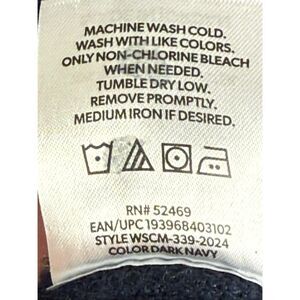 MACHINE WASH COLD.
WASH WITH LIKE COLORS.
ONLY NON-CHLORINE BLEACH
WHEN NEEDED.
TUMBLE DRY LOW.
REMOVE PROMPTLY.
MEDIUM IRON IF DESIRED.
RN# 52469
EAN/UPC 193968403102
STYLE WSCM-339-2024
COLOR DARK NAVY